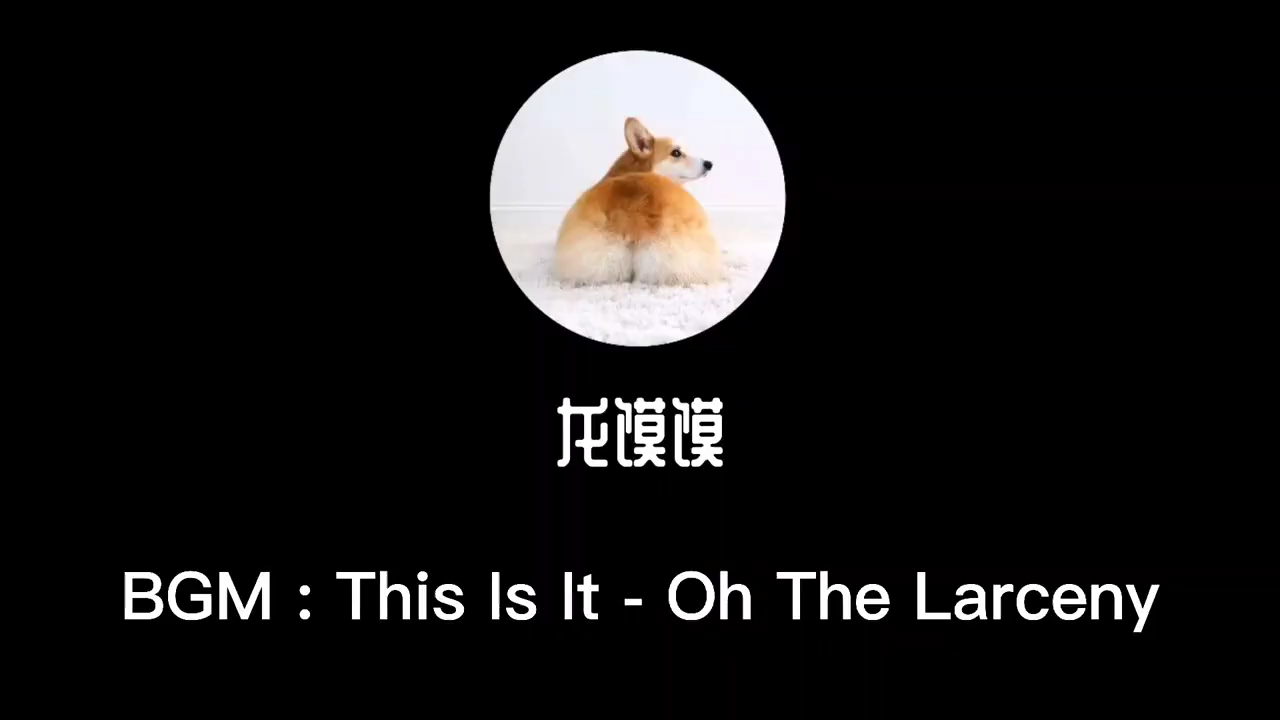 龙馍馍
BGM : This Is It - Oh The Larceny